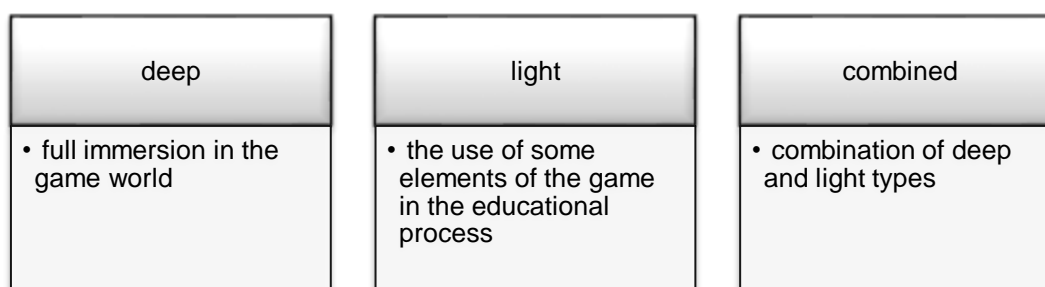 deep
• full immersion in the
game world
light
• the use of some
elements of the game
in the educational
process
combined
• combination of deep
and light types